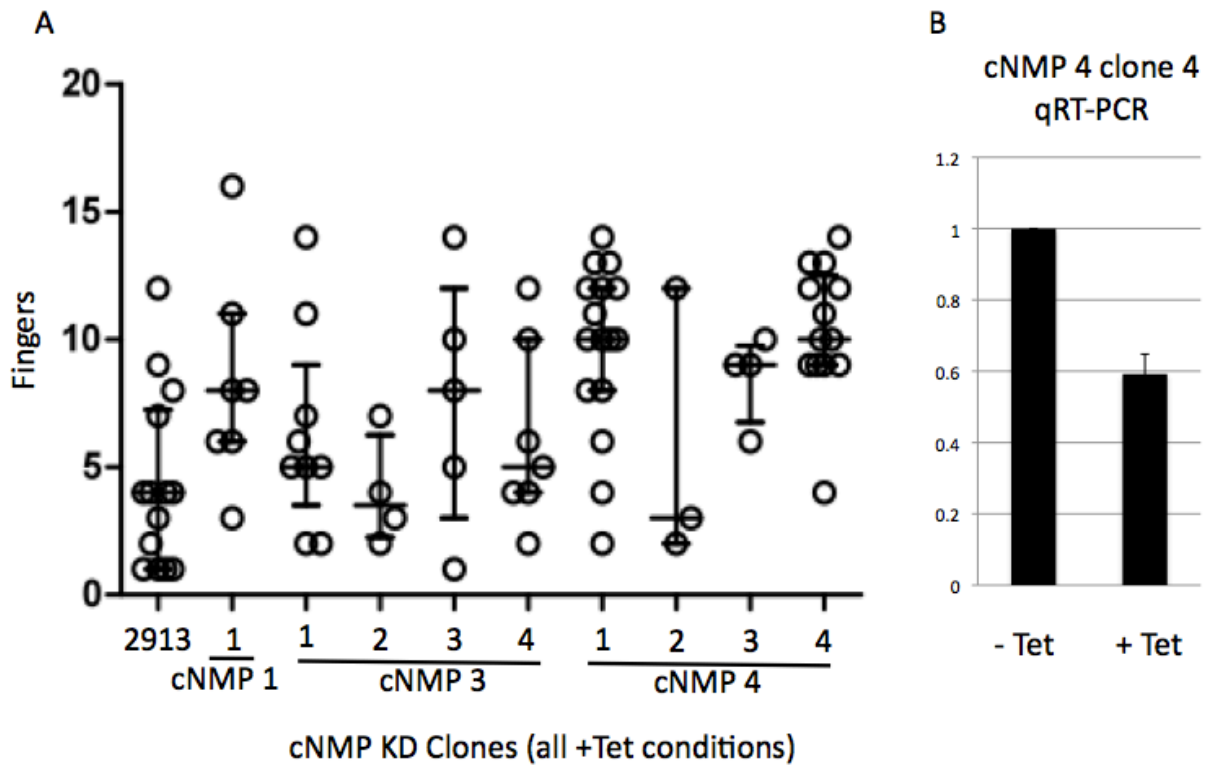 A
20
15
10
5
0
Fingers
2913 1 1 2 3 4 1 2 3 4
cNMP 1 cNMP 3 cNMP 4
cNMP KD Clones (all +Tet conditions)
B
cNMP 4 clone 4
qRT-PCR
1.2
1
0.8
0.6
0.4
0.2
0
- Tet + Tet